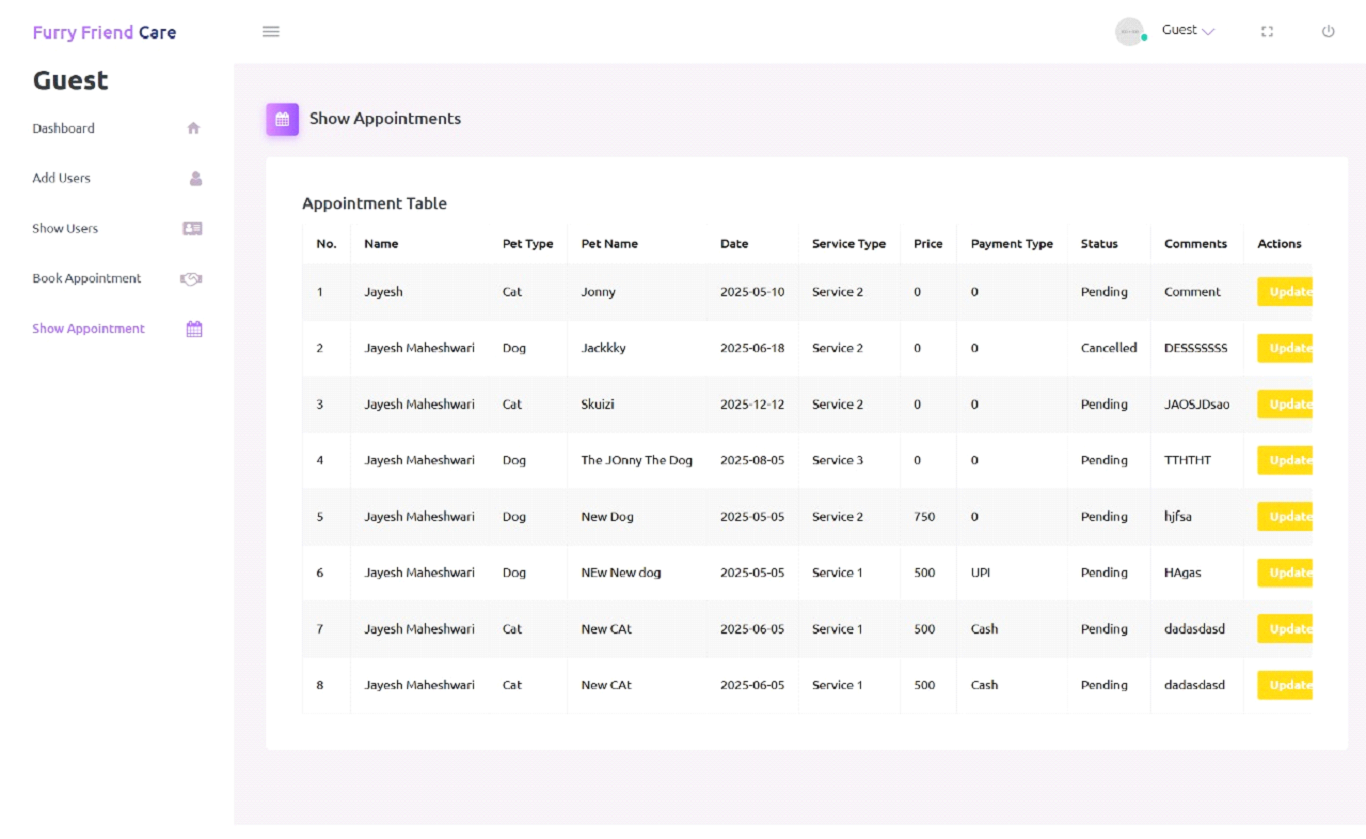 Furry Friend Care
Guest
Guest
Dashboard
Add Users
Show Users
Book Appointment
Show Appointment
Show Appointments
Appointment Table
No. Name Pet Type Pet Name Date Service Type Price Payment Type Status Comments Actions
1 Jayesh Cat Jonny 2025-05-10 Service 2 0 0 Pending Comment Update
2 Jayesh Maheshwari Dog Jackkky 2025-06-18 Service 2 0 0 Cancelled DESSSSSSS Update
3 Jayesh Maheshwari Cat Skuizi 2025-12-12 Service 2 0 0 Pending JAOSJDsao Update
4 Jayesh Maheshwari Dog The JOnny The Dog 2025-08-05 Service 3 0 0 Pending TTHTHT Update
5 Jayesh Maheshwari Dog New Dog 2025-05-05 Service 2 750 0 Pending hjfsa Update
6 Jayesh Maheshwari Dog NEw New dog 2025-05-05 Service 1 500 UPI Pending HAgas Update
7 Jayesh Maheshwari Cat New CAt 2025-06-05 Service 1 500 Cash Pending dadasdasd Update
8 Jayesh Maheshwari Cat New CAt 2025-06-05 Service 1 500 Cash Pending dadasdasd Update